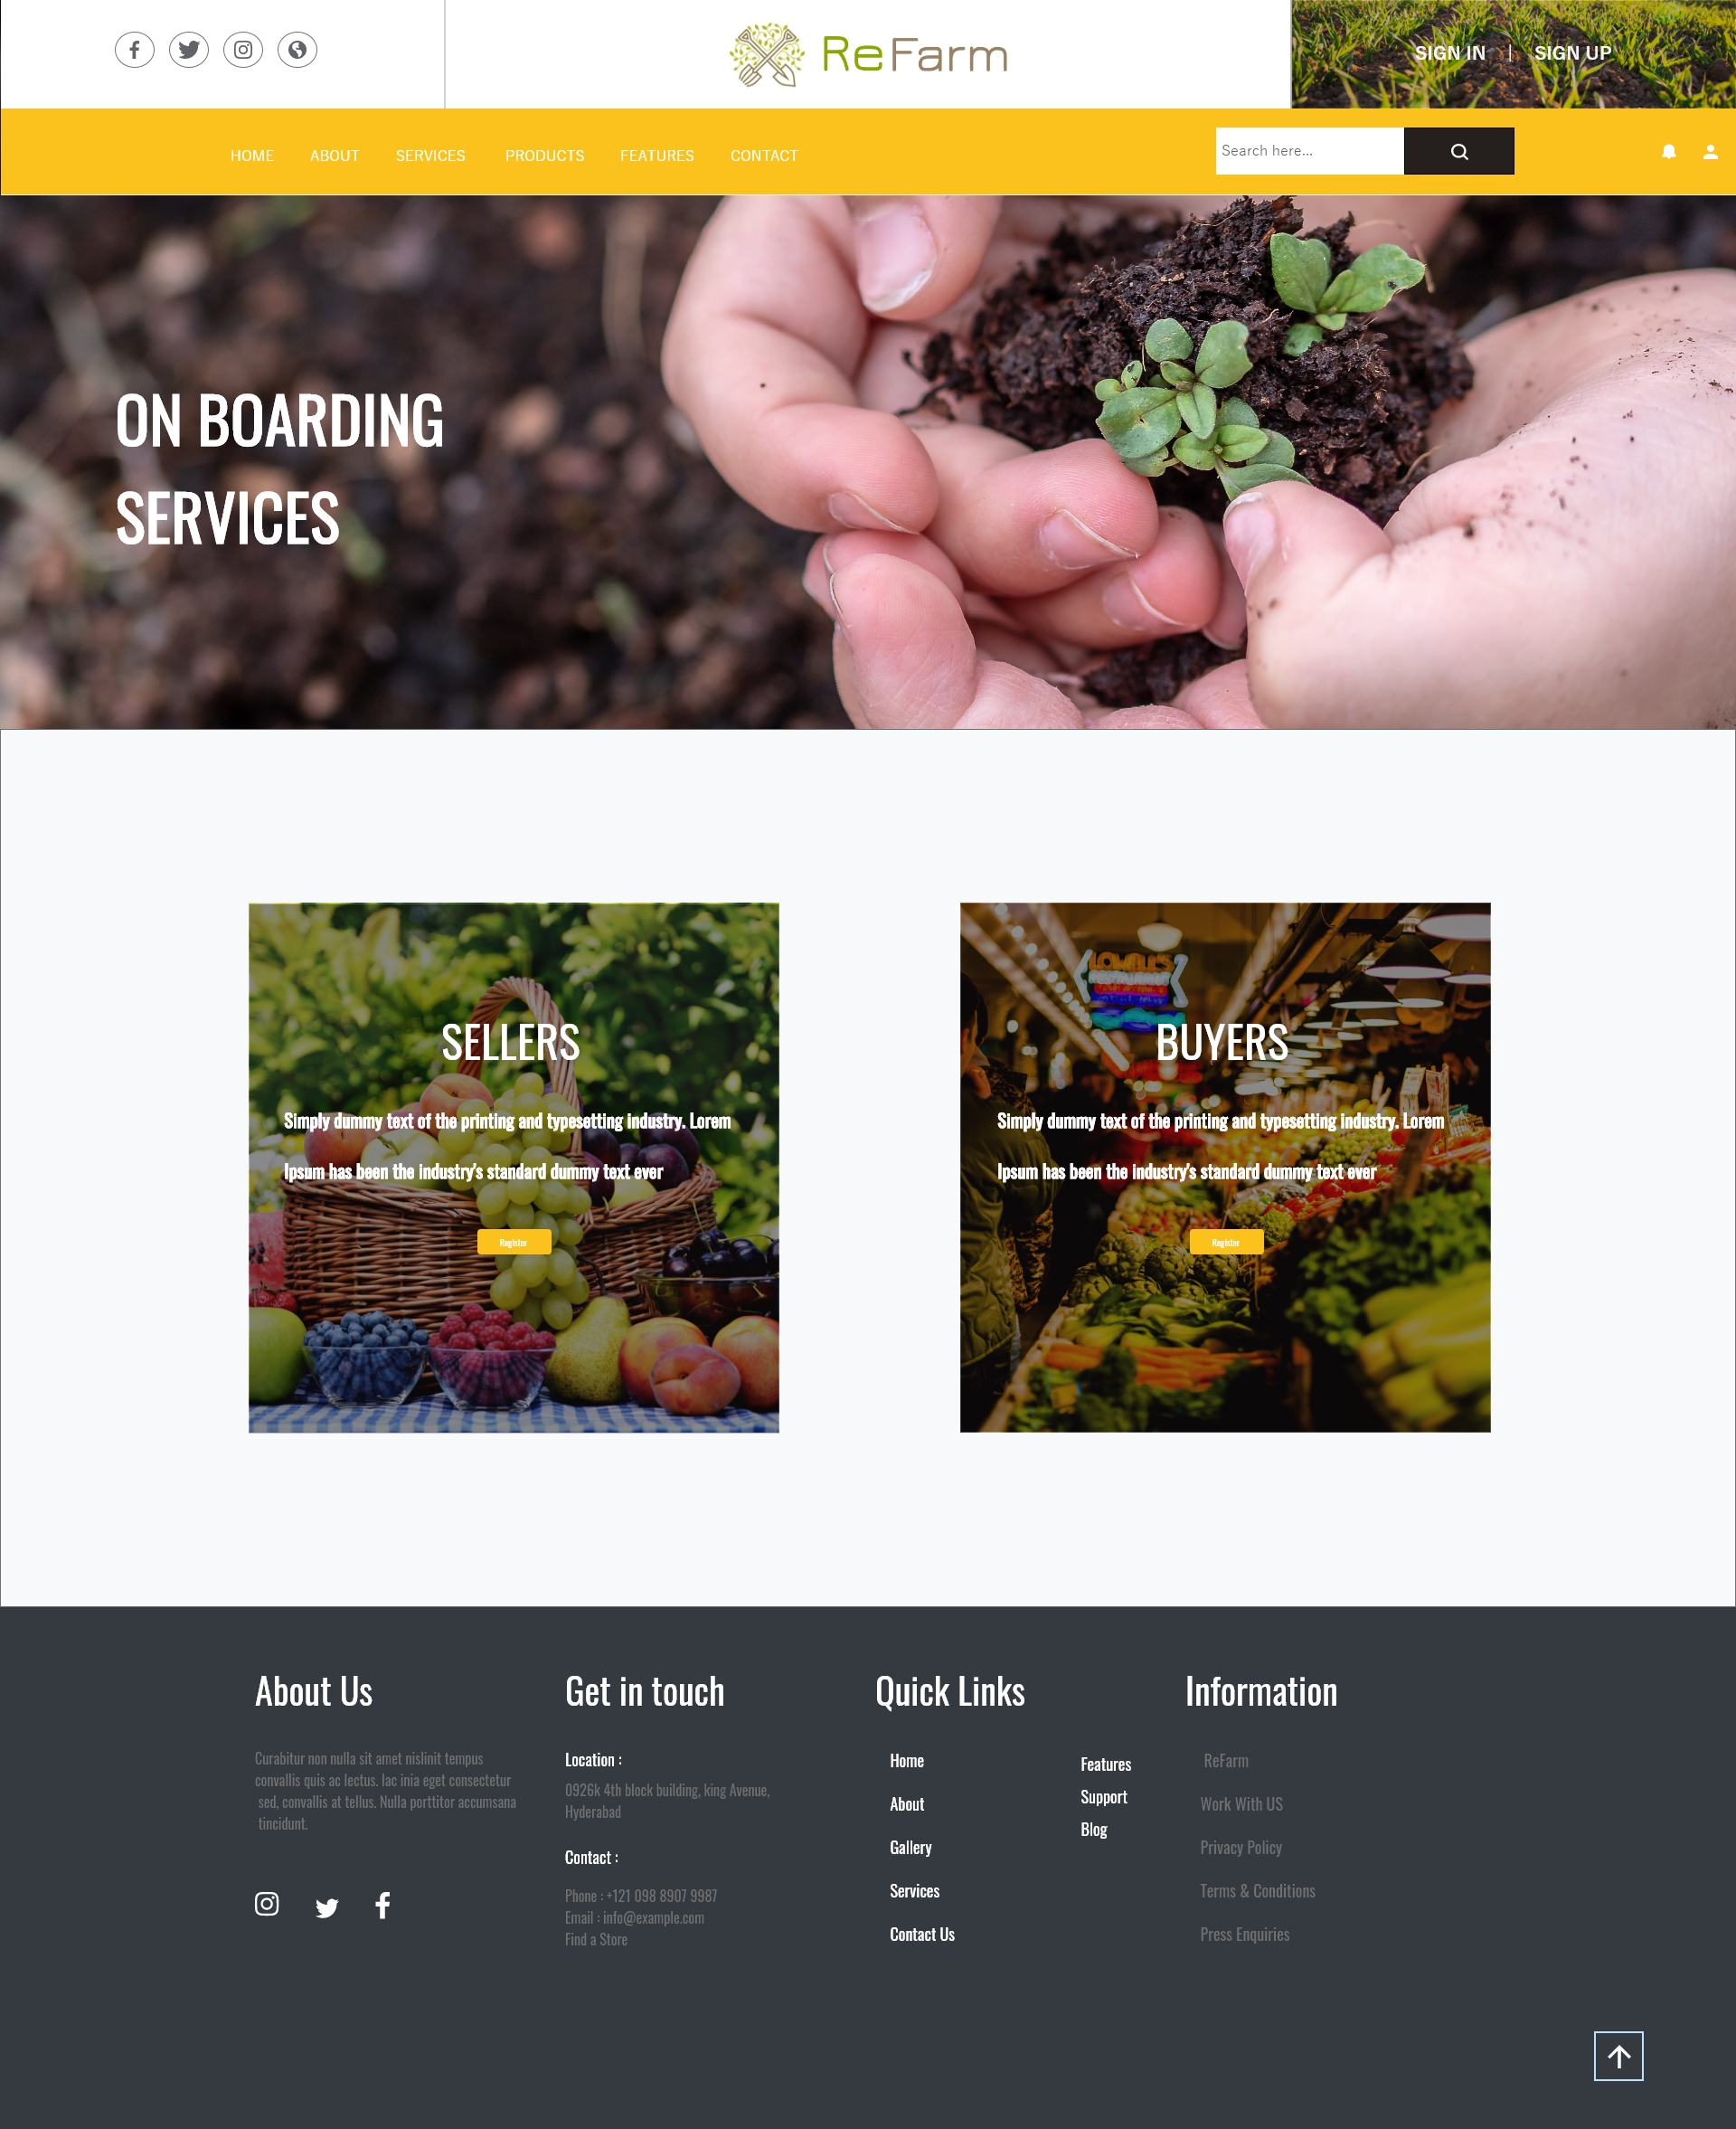 ReFarm
SIGN IN | SIGN UP
HOME ABOUT SERVICES PRODUCTS FEATURES CONTACT
Search here...
ON BOARDING
SERVICES
SELLERS
Simply dummy text of the printing and typesetting industry. Lorem
Ipsum has been the industry's standard dummy text ever
Register
BUYERS
Simply dummy text of the printing and typesetting industry. Lorem
Ipsum has been the industry's standard dummy text ever
Register
About Us
Curabitur non nulla sit amet nislinit tempus
convallis quis ac lectus. lac inia eget consectetur
sed, convallis at tellus. Nulla porttitor accumsana
tincidunt.
Get in touch
Location :
0926k 4th block building, king Avenue,
Hyderabad
Contact :
Phone : +121 098 8907 9987
Email : info@example.com
Find a Store
Quick Links
Home
About
Gallery
Services
Contact Us
Features
Support
Blog
Information
ReFarm
Work With US
Privacy Policy
Terms & Conditions
Press Enquiries